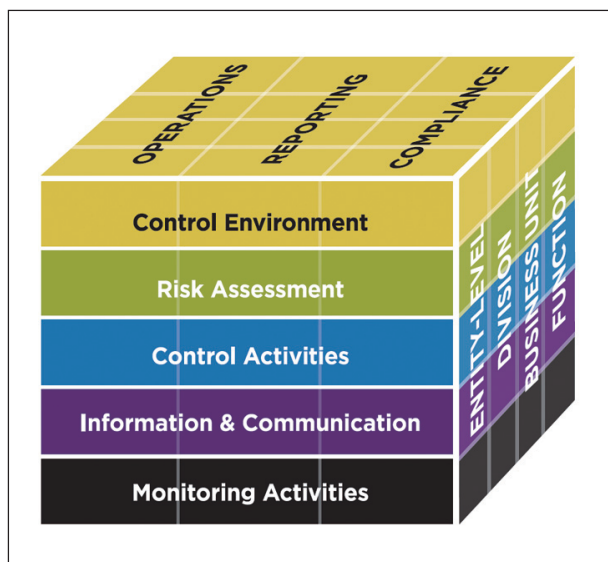 OPERATIONS
REPORTING
COMPLIANCE
Control Environment
Risk Assessment
Control Activities
Information & Communication
Monitoring Activities
ENTITY-LEVEL
DIVISION
BUSINESS UNIT
FUNCTION